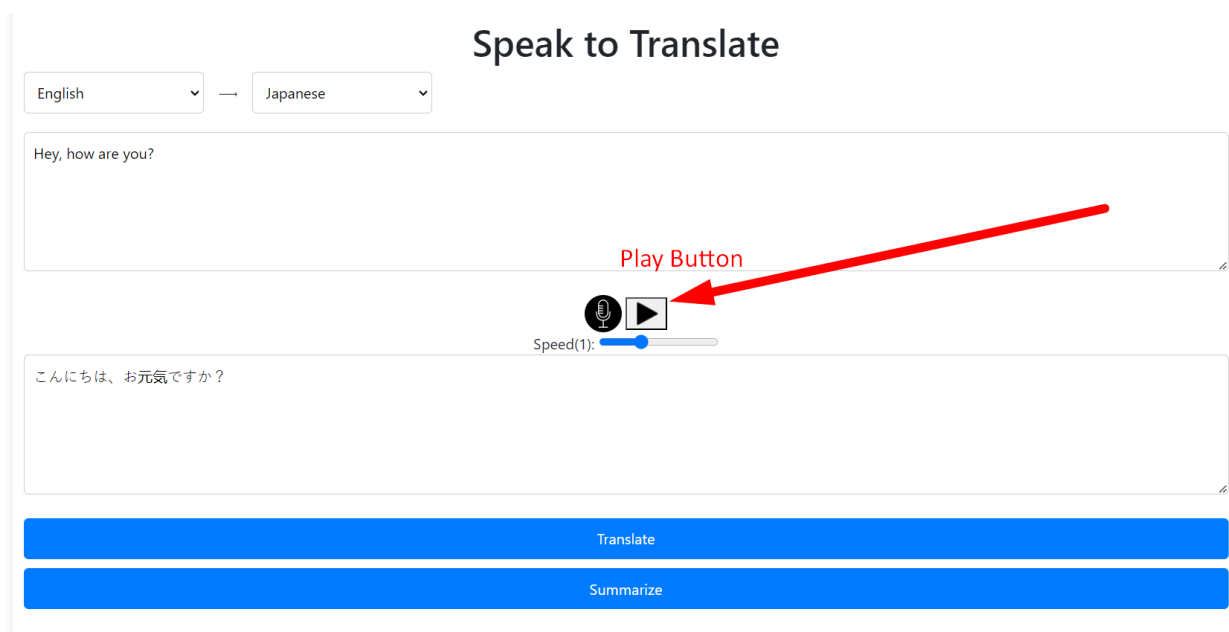 Speak to Translate
English → Japanese
Hey, how are you?
Play Button
Speed(1):
こんにちは、お元気ですか？
Translate
Summarize